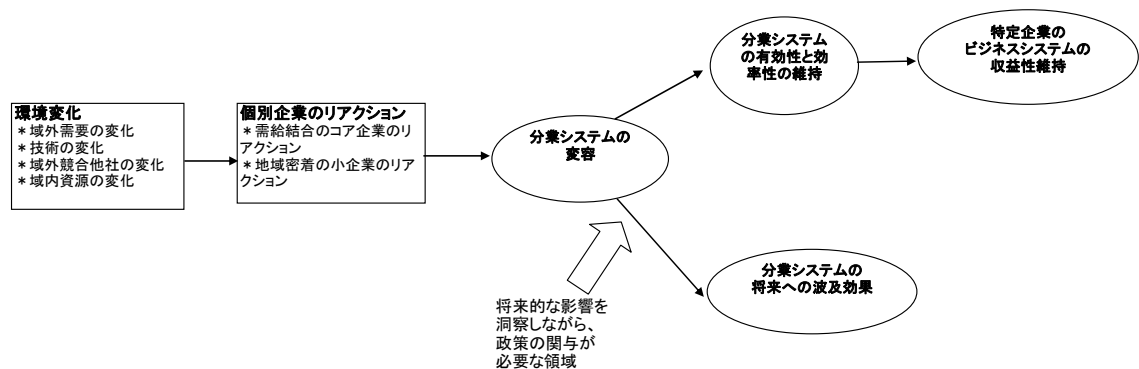 環境変化
＊域外需要の変化
＊技術の変化
＊域外競合他社の変化
＊域内資源の変化
個別企業のリアクション
＊需給結合のコア企業のリ
アクション
＊地域密着の小企業のリア
クション
分業システムの
変容
分業システム
の有効性と効
率性の維持
特定企業の
ビジネスシステムの
収益性維持
分業システムの
将来への波及効果
将来的な影響を
洞察しながら、
政策の関与が
必要な領域